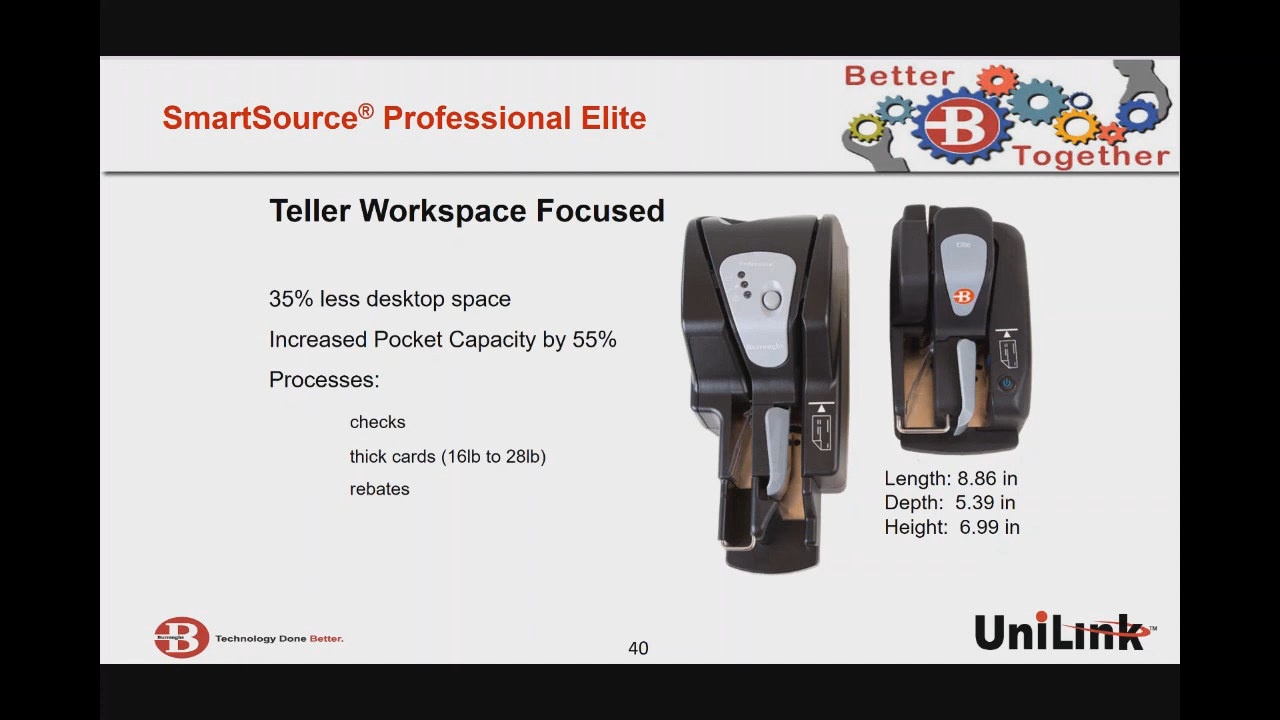 SmartSource® Professional Elite
Better
B
Together
Teller Workspace Focused
35% less desktop space
Increased Pocket Capacity by 55%
Processes:
checks
thick cards (16lb to 28lb)
rebates
Elite
B
Length: 8.86 in
Depth: 5.39 in
Height: 6.99 in
Burroughs
B
Technology Done Better.
40
UniLink™